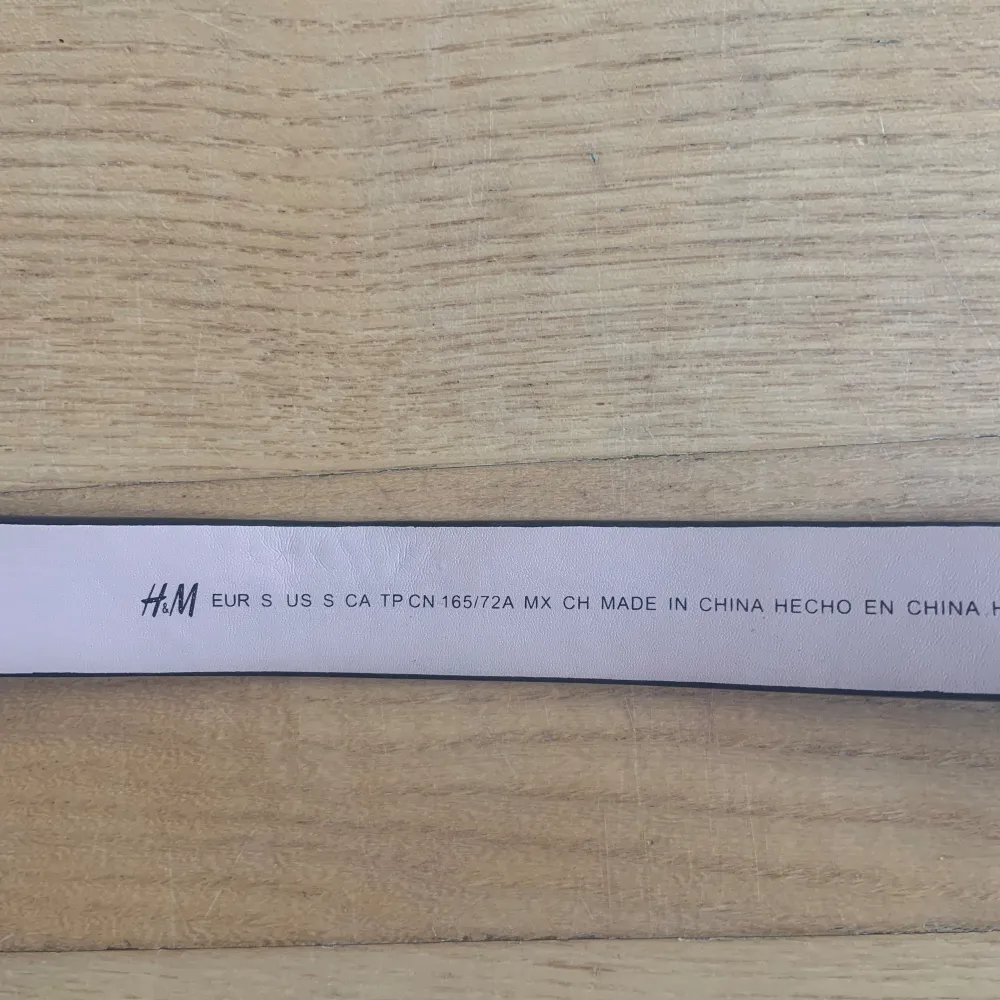 H&M EUR S US S CA TP CN 165/72A MX CH MADE IN CHINA HECHO EN CHINA